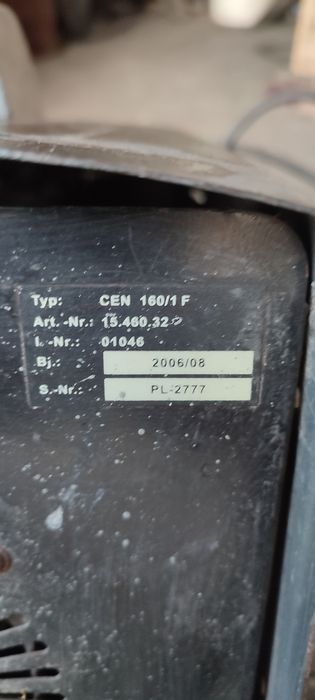 Typ: CEN 160/1 F
Art. -Nr.: 15.460.32
I. -Nr.: 01046
Bj.: 2006/08
S.-Nr.: PL-2777